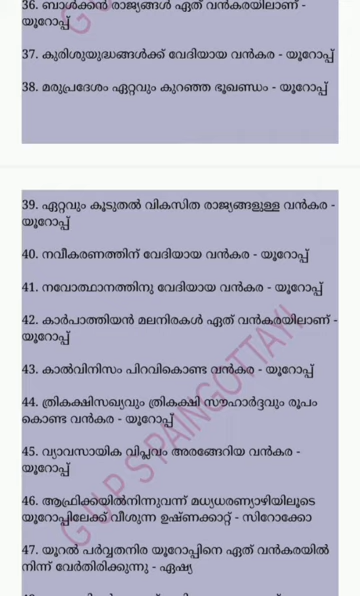 36. ബാൾക്കൻ രാജ്യങ്ങൾ ഏത് വൻകരയിലാണ് -
യൂറോപ്പ്
37. കുരിശുയുദ്ധങ്ങൾക്ക് വേദിയായ വൻകര - യൂറോപ്പ്
38. മരുപ്രദേശം ഏറ്റവും കുറഞ്ഞ ഭൂഖണ്ഡം - യൂറോപ്പ്
39. ഏറ്റവും കൂടുതൽ വികസിത രാജ്യങ്ങളുള്ള വൻകര -
യൂറോപ്പ്
40. നവീകരണത്തിന് വേദിയായ വൻകര - യൂറോപ്പ്
41. നവോത്ഥാനത്തിനു വേദിയായ വൻകര - യൂറോപ്പ്
42. കാർപാത്തിയൻ മലനിരകൾ ഏത് വൻകരയിലാണ് -
യൂറോപ്പ്
43. കാൽവിനിസം പിറവികൊണ്ട വൻകര - യൂറോപ്പ്
44. ത്രികക്ഷിസഖ്യവും ത്രികക്ഷി സൗഹാർദ്ദവും രൂപം
കൊണ്ട വൻകര - യൂറോപ്പ്
45. വ്യാവസായിക വിപ്ലവം അരങ്ങേറിയ വൻകര -
യൂറോപ്പ്
46. ആഫ്രിക്കയിൽനിന്നുവന്ന് മധ്യധരണ്യാഴിയിലൂടെ
യൂറോപ്പിലേക്ക് വീശുന്ന ഉഷ്ണക്കാറ്റ് - സിറോക്കോ
47. യൂറൽ പർവ്വതനിര യൂറോപ്പിനെ ഏത് വൻകരയിൽ
നിന്ന് വേർതിരിക്കുന്നു - ഏഷ്യ
G U P S PAINGOTTAYI